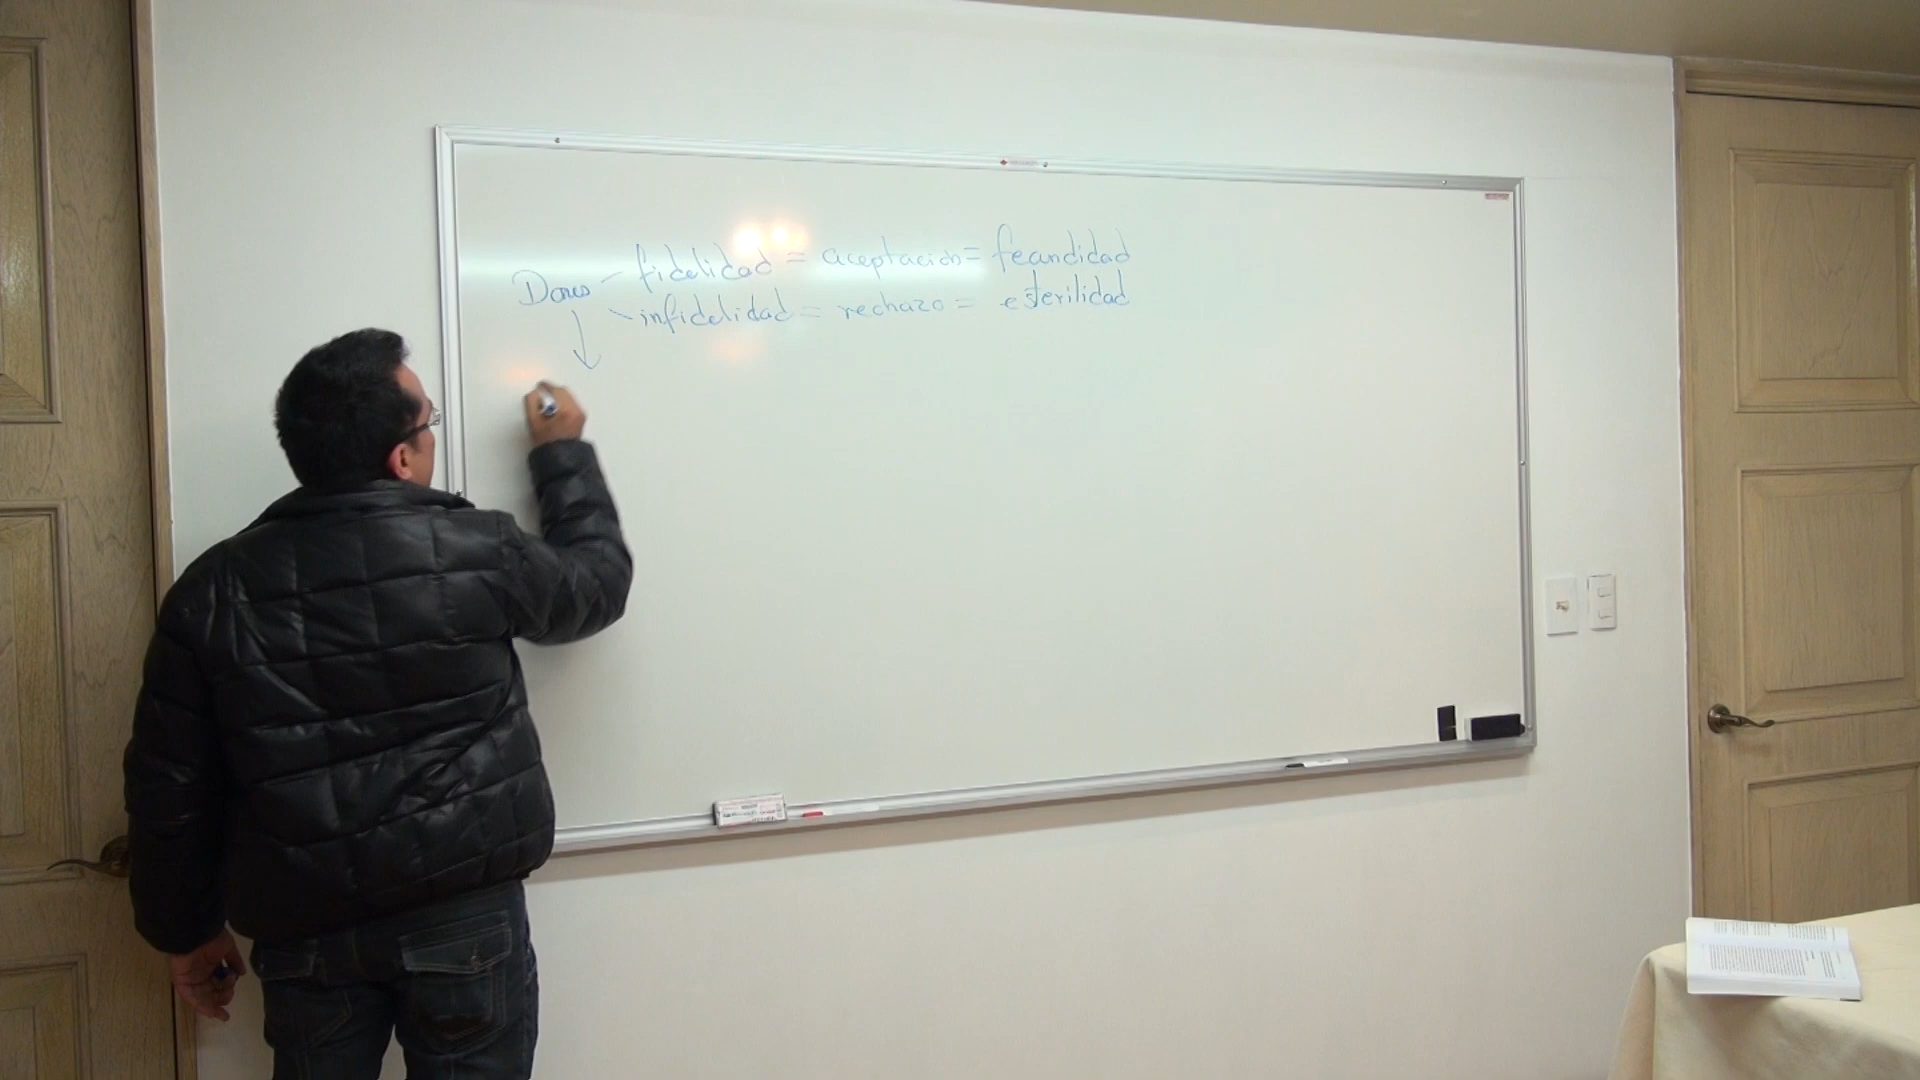 Dones - fidelidad = aceptación = fecundidad
- infidelidad = rechazo = esterilidad